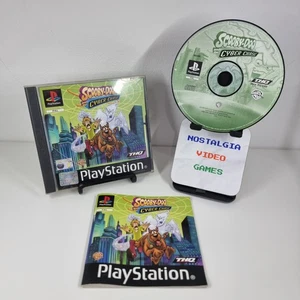 SCOOBY-DOO
CYBER CHASE
THQ
PlayStation
SCOOBY-DOO
CYBER CHASE
THQ
NOSTALGIA
VIDEO
GAMES
SCOOBY-DOO
CYBER CHASE
THQ
PlayStation